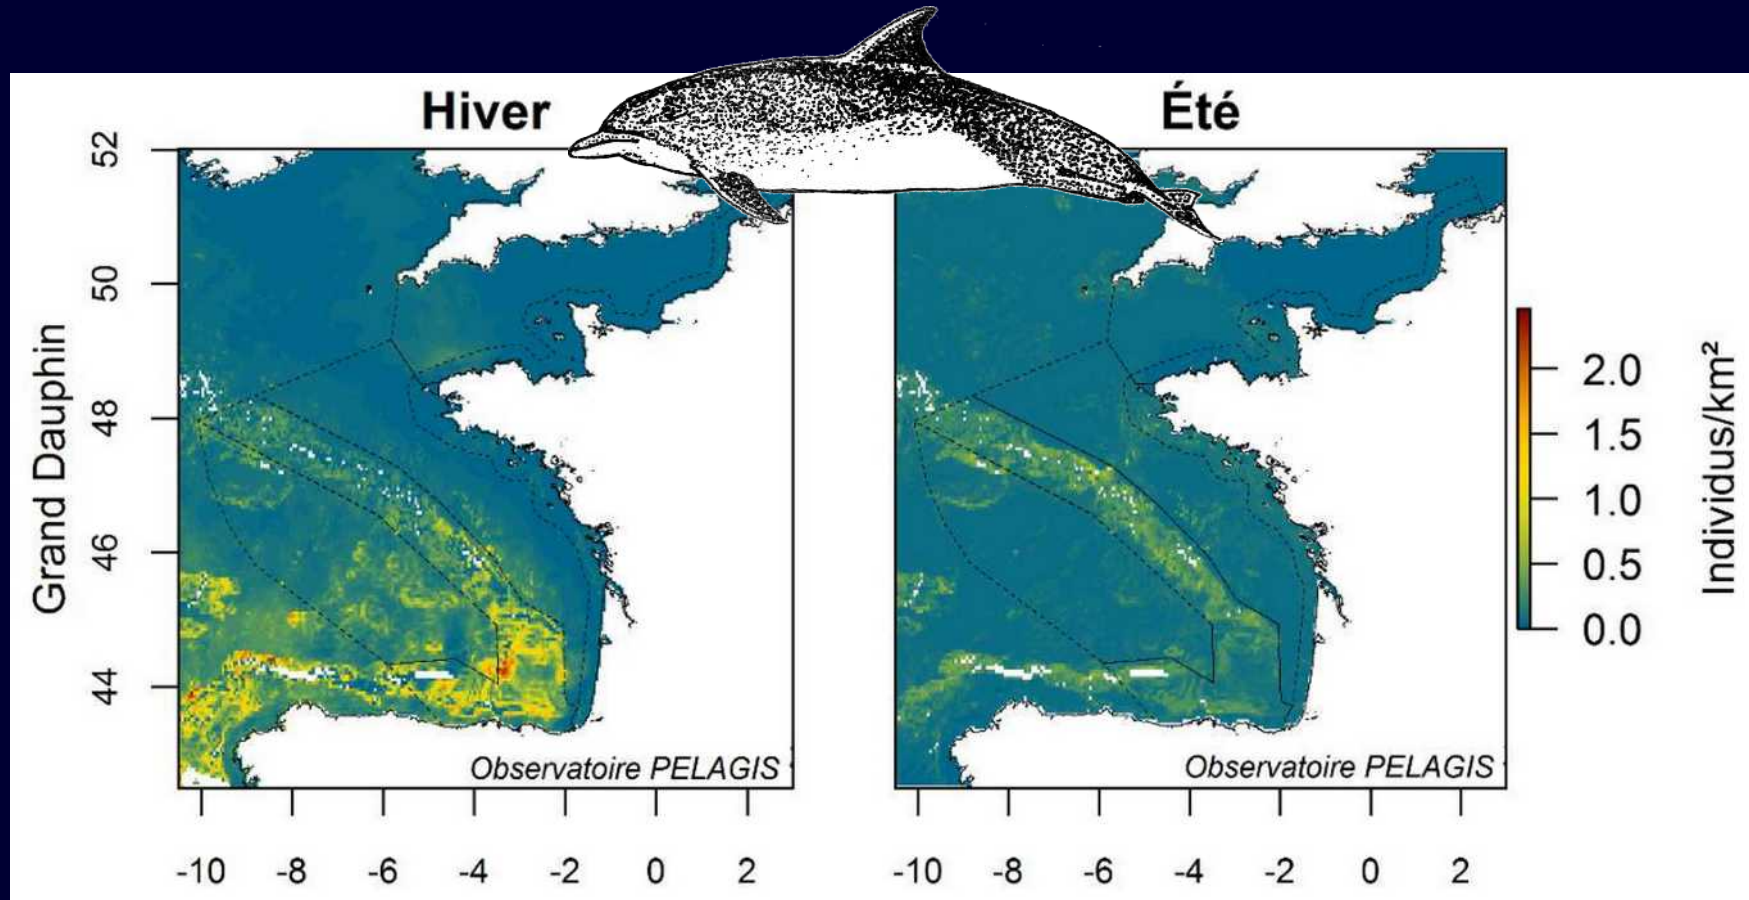 Hiver
Été
Grand Dauphin
52
50
48
46
44
Observatoire PELAGIS
-10 -8 -6 -4 -2 0 2
Observatoire PELAGIS
-10 -8 -6 -4 -2 0 2
2.0
1.5
1.0
0.5
0.0
Individus/km²